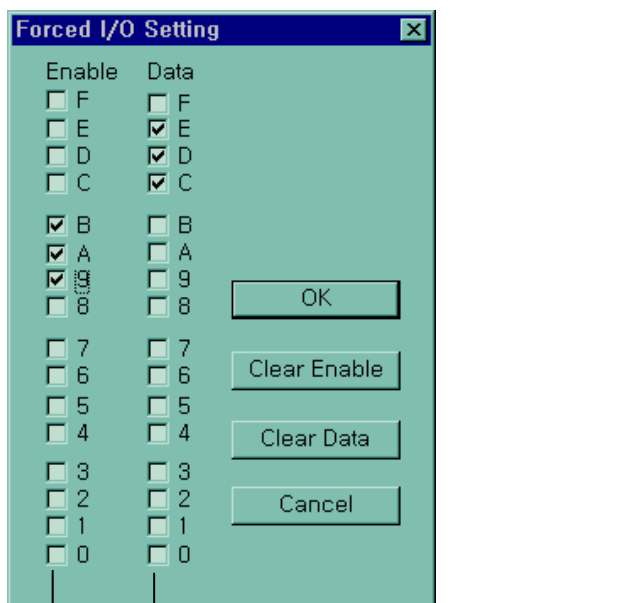 Forced I/O Setting
Enable Data
F F
E E
D D
C C
B B
A A
9 9
8 8
OK
7 7
6 6
Clear Enable
5 5
4 4
Clear Data
3 3
2 2
Cancel
1 1
0 0